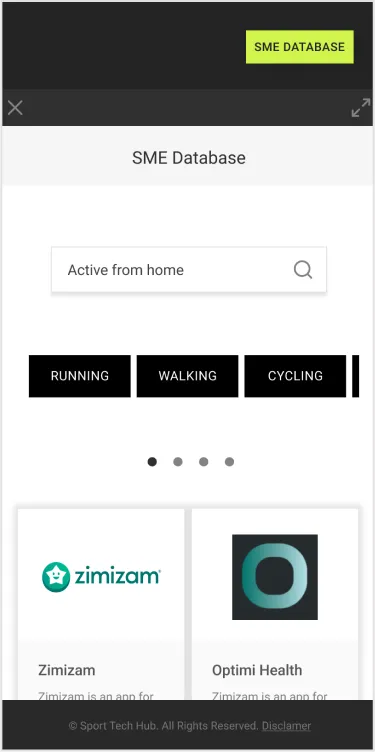 SME DATABASE
SME Database
Active from home
RUNNING WALKING CYCLING
zimizam
Zimizam Optimi Health
Zimizam is an app for Zimizam is an app for
© Sport Tech Hub. All Rights Reserved. Disclamer